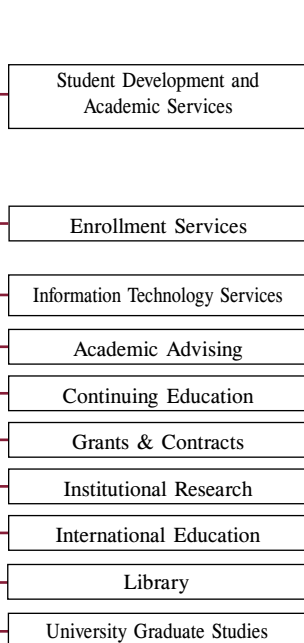 Student Development and
Academic Services
Enrollment Services
Information Technology Services
Academic Advising
Continuing Education
Grants & Contracts
Institutional Research
International Education
Library
University Graduate Studies